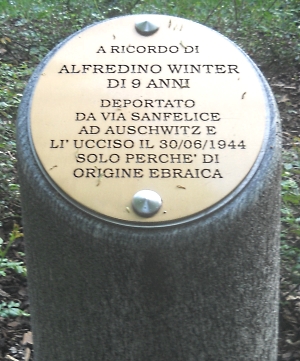 A RICORDO DI
ALFREDINO WINTER
DI 9 ANNI
DEPORTATO
DA VIA SANFELICE
AD AUSCHWITZ E
LI' UCCISO IL 30/06/1944
SOLO PERCHE' DI
ORIGINE EBRAICA